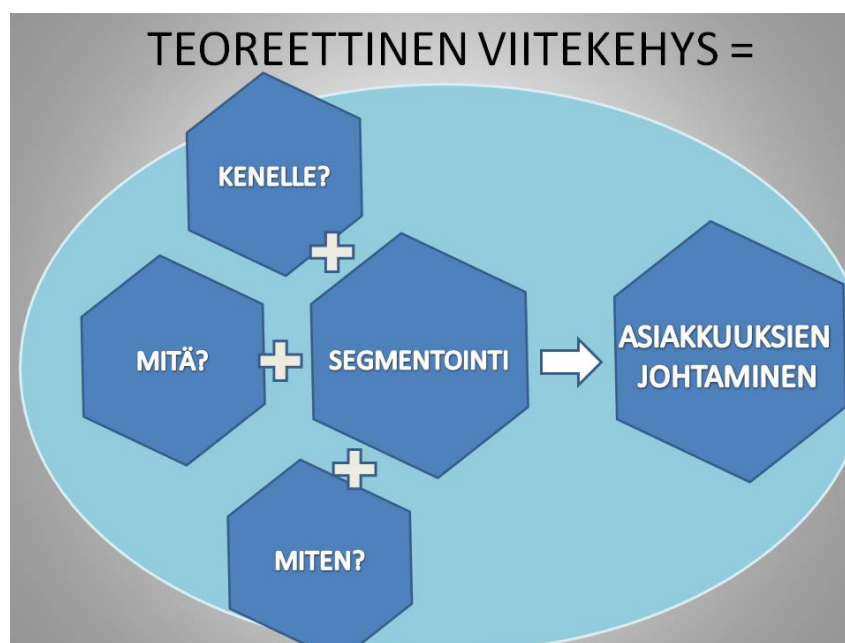 TEOREETTINEN VIITEKEHYS =
KENELLE?
MITÄ?
SEGMENTOINTI
ASIAKKUUKSIEN
JOHTAMINEN
MITEN?